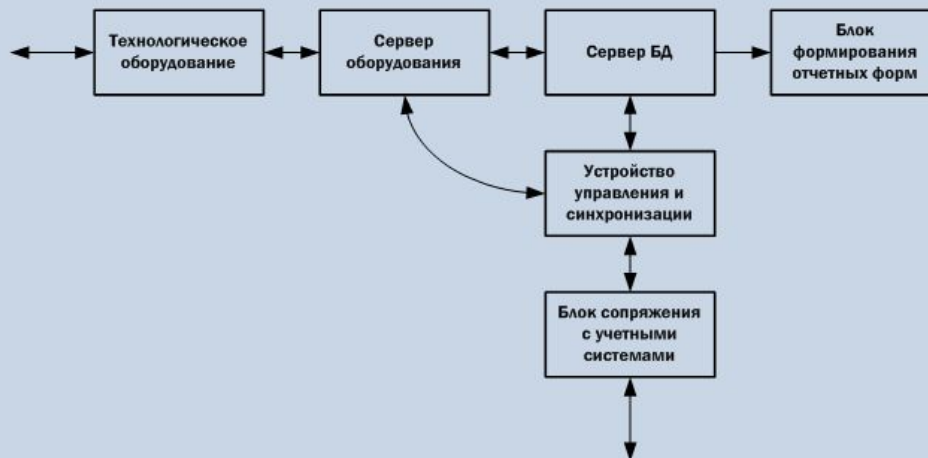 Технологическое
оборудование
Сервер
оборудования
Сервер БД
Блок
формирования
отчетных форм
Устройство
управления и
синхронизации
Блок сопряжения
с учетными
системами